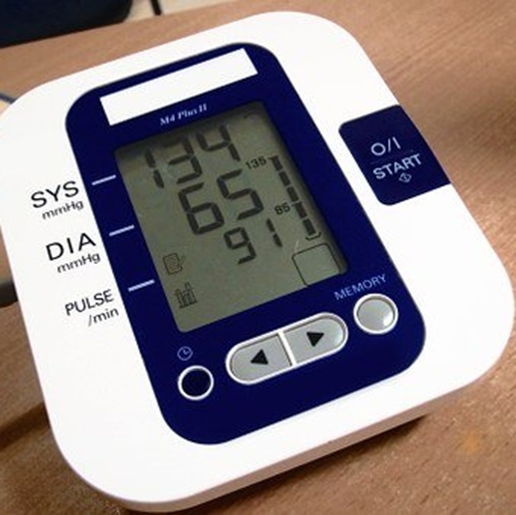 M4 Plus II
134
135
65
85
91
SYS
mmHg
DIA
mmHg
PULSE
/min
O/I
START
MEMORY